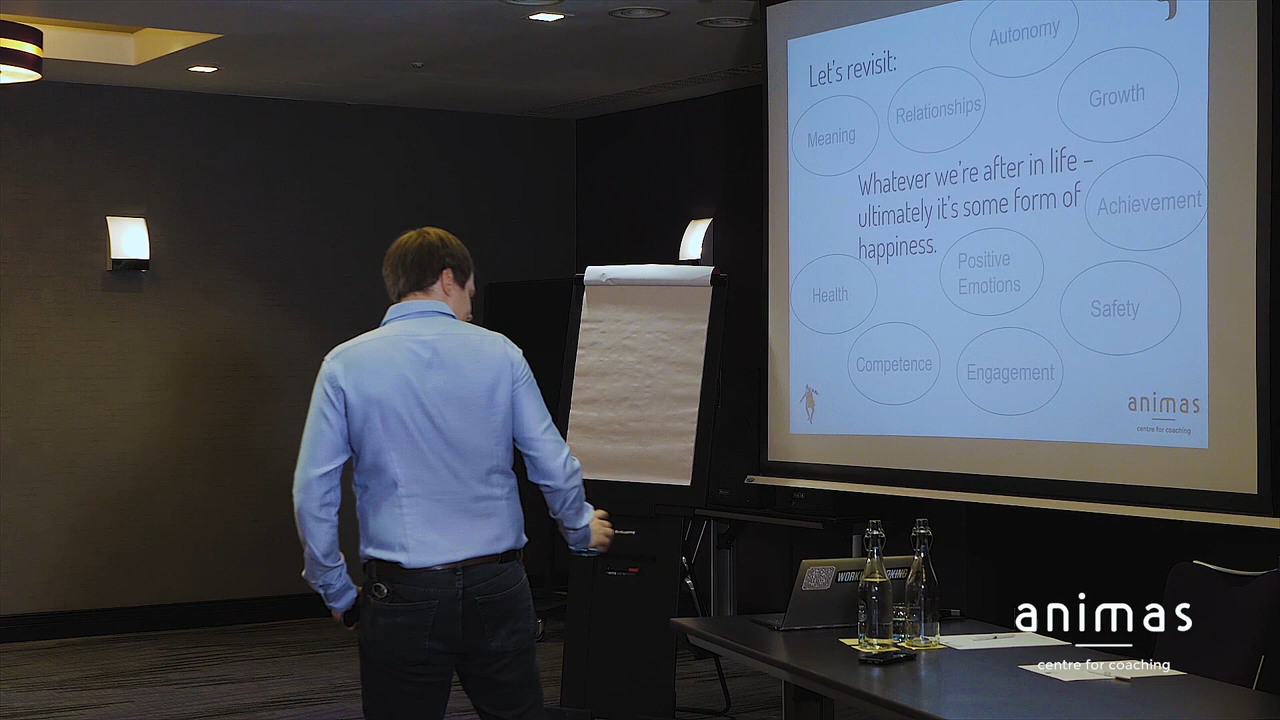 Autonomy
Let's revisit:
Relationships
Growth
Meaning
Whatever we're after in life –
ultimately it's some form of
happiness.
Achievement
Positive
Emotions
Health
Safety
Competence
Engagement
animas
centre for coaching
animas
centre for coaching